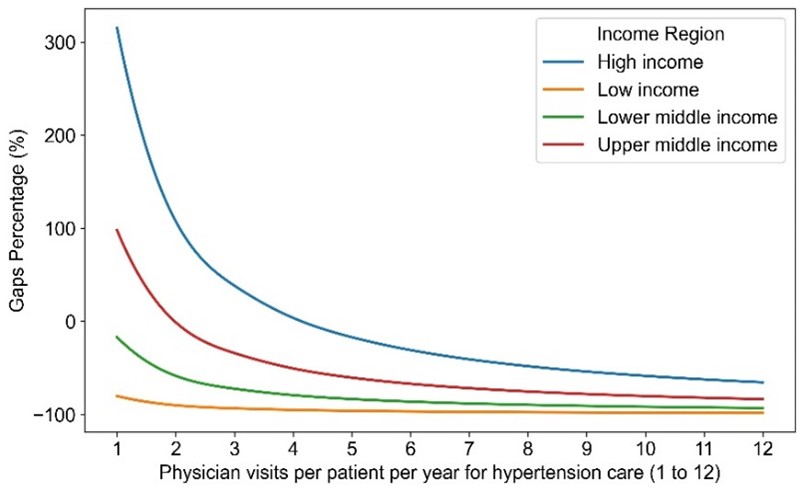 Income Region
High income
Low income
Lower middle income
Upper middle income
Gaps Percentage (%)
300
200
100
0
−100
1 2 3 4 5 6 7 8 9 10 11 12
Physician visits per patient per year for hypertension care (1 to 12)